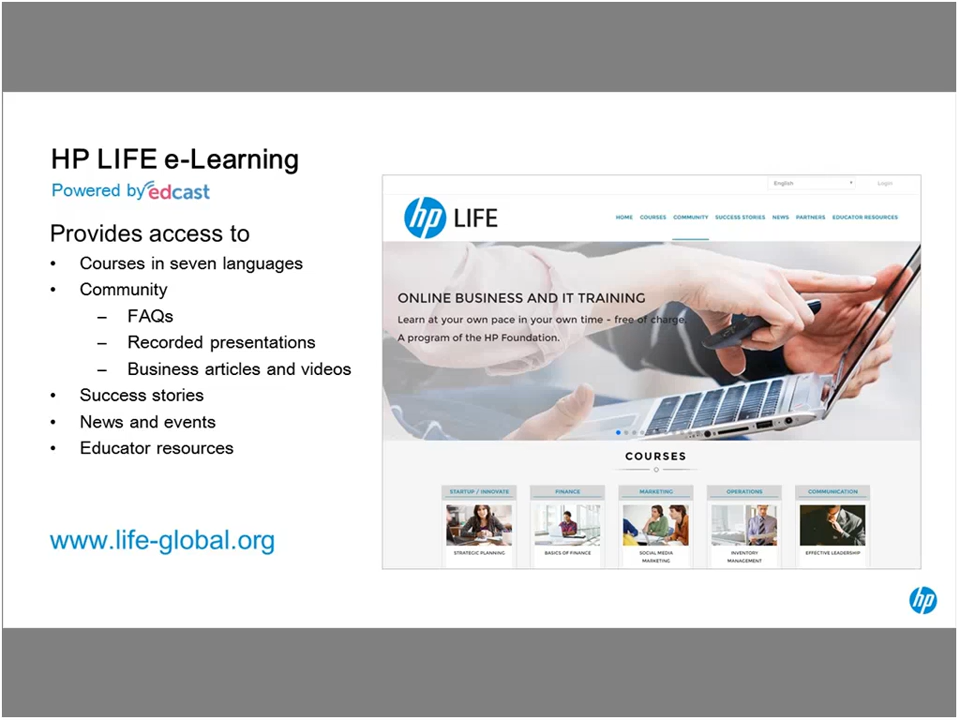 HP LIFE e-Learning
Powered by edcast
Provides access to
• Courses in seven languages
• Community
– FAQs
– Recorded presentations
– Business articles and videos
• Success stories
• News and events
• Educator resources
www.life-global.org
English Login
hp LIFE
HOME COURSES COMMUNITY SUCCESS STORIES NEWS PARTNERS EDUCATOR RESOURCES
ONLINE BUSINESS AND IT TRAINING
Learn at your own pace in your own time - free of charge.
A program of the HP Foundation.
COURSES
STARTUP / INNOVATE FINANCE MARKETING OPERATIONS COMMUNICATION
STRATEGIC PLANNING BASICS OF FINANCE SOCIAL MEDIA INVENTORY EFFECTIVE LEADERSHIP
MARKETING MANAGEMENT
hp